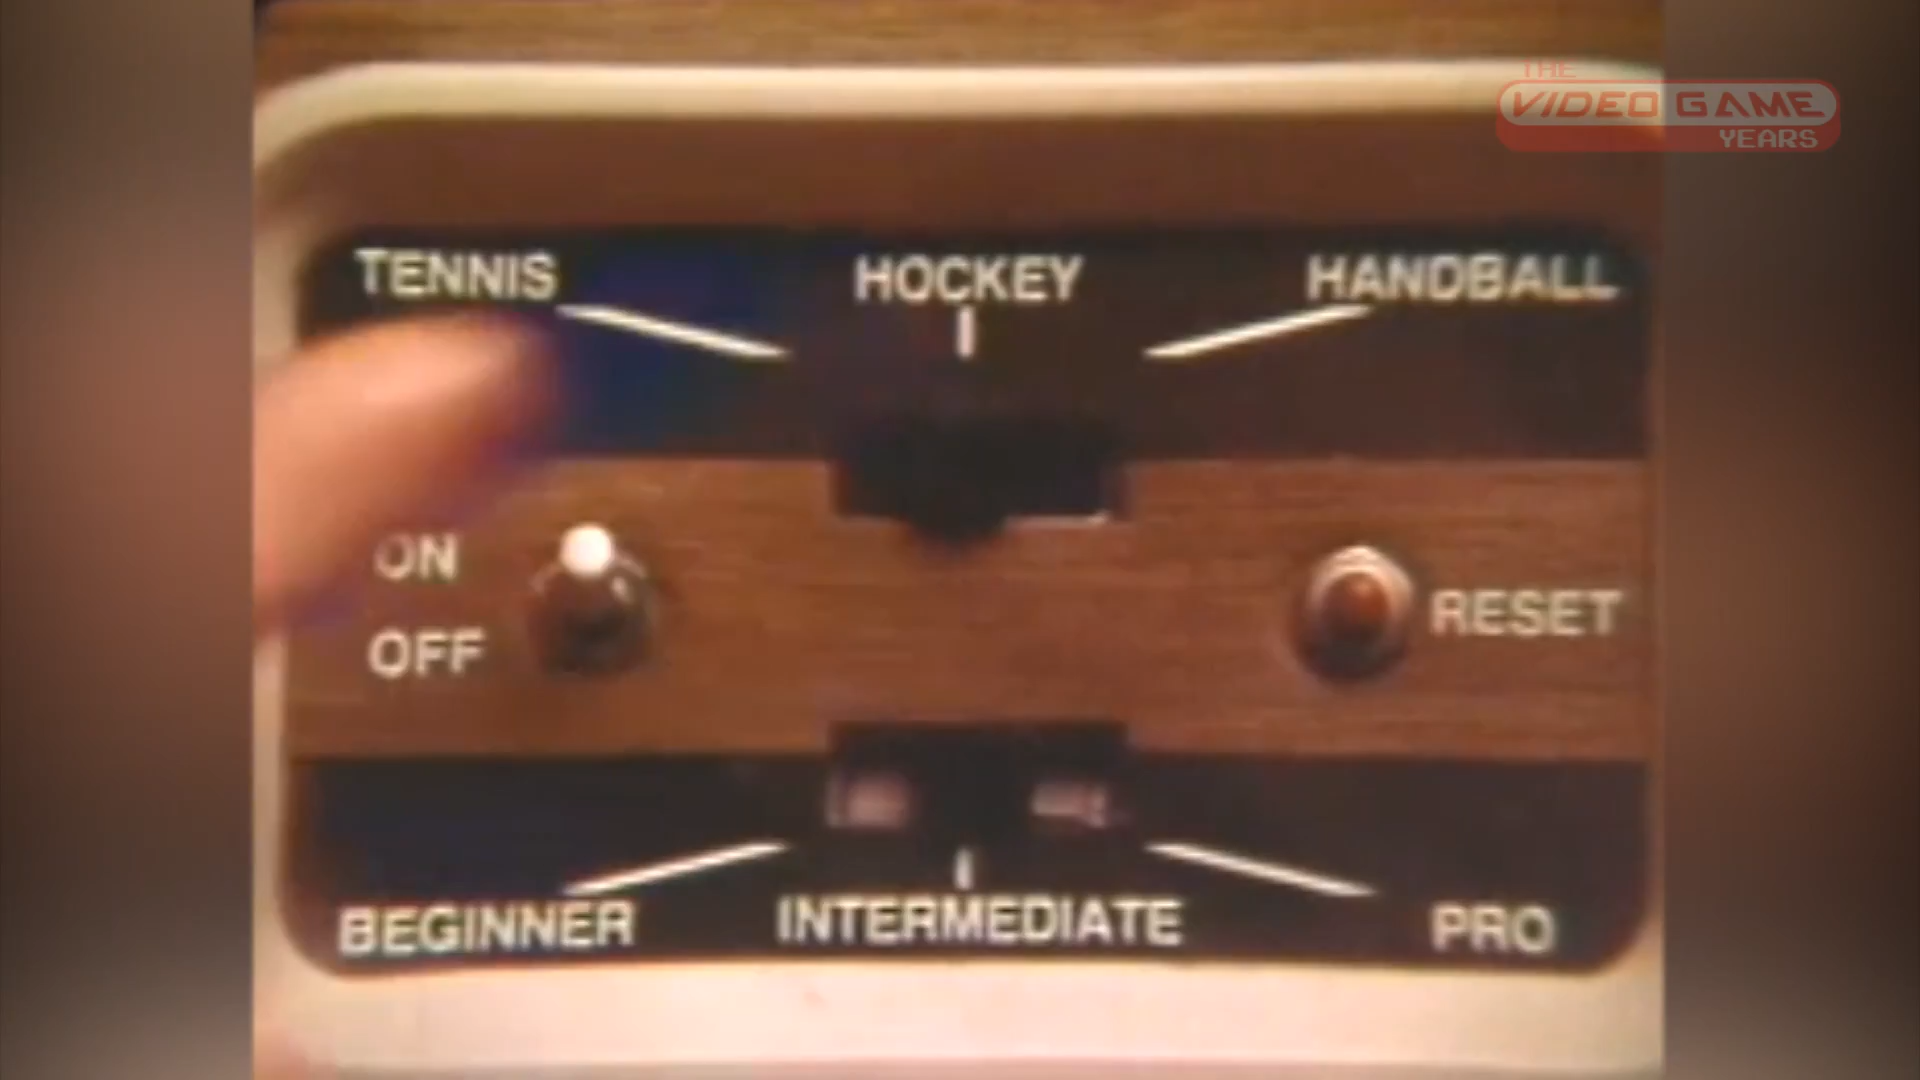 THE
VIDEO GAME
YEARS
TENNIS
HOCKEY
HANDBALL
ON
OFF
RESET
BEGINNER
INTERMEDIATE
PRO